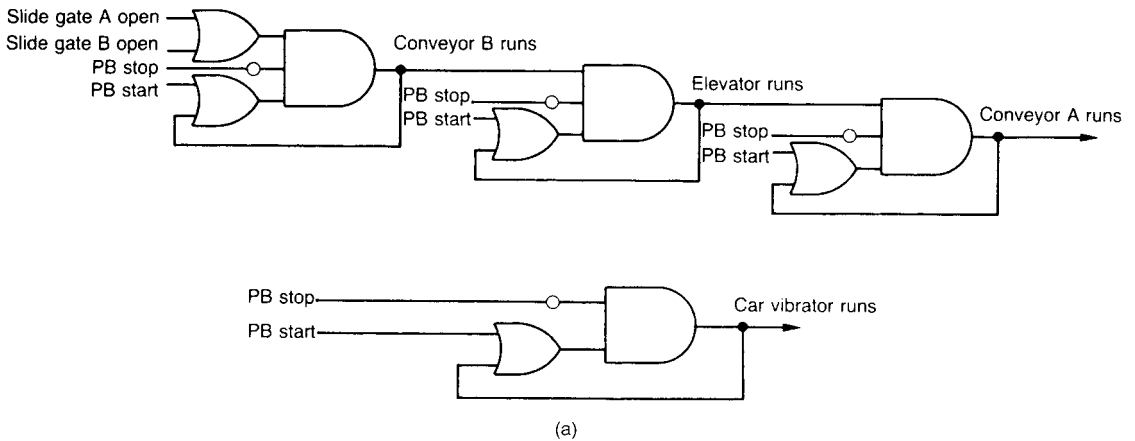 Slide gate A open
Slide gate B open
PB stop
PB start
Conveyor B runs
PB stop
PB start
Elevator runs
PB stop
PB start
Conveyor A runs
PB stop
PB start
Car vibrator runs
(a)